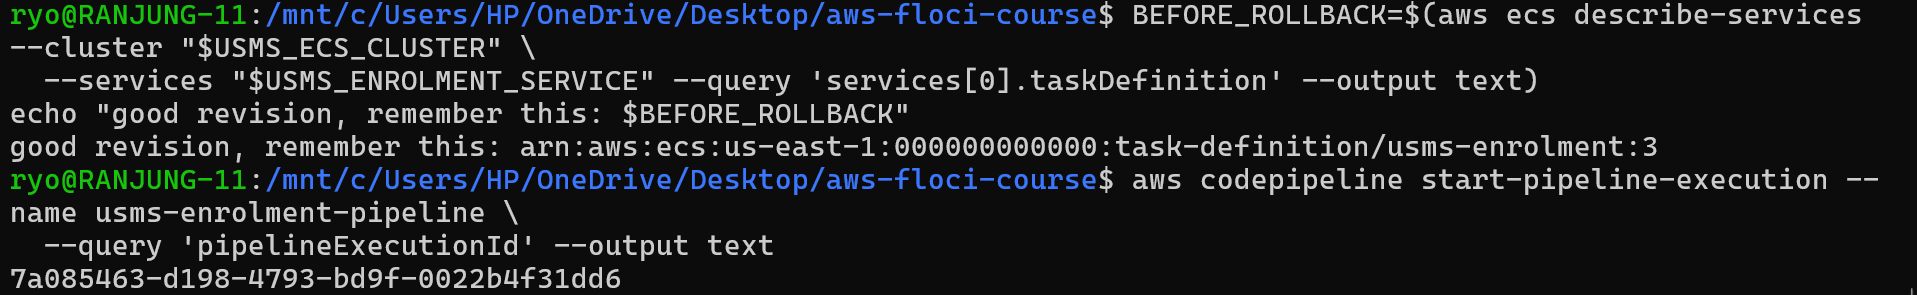 ryo@RANJUNG-11:/mnt/c/Users/HP/OneDrive/Desktop/aws-floci-course$ BEFORE_ROLLBACK=$(aws ecs describe-services
--cluster "$USMS_ECS_CLUSTER" \
  --services "$USMS_ENROLMENT_SERVICE" --query 'services[0].taskDefinition' --output text)
echo "good revision, remember this: $BEFORE_ROLLBACK"
good revision, remember this: arn:aws:ecs:us-east-1:000000000000:task-definition/usms-enrolment:3
ryo@RANJUNG-11:/mnt/c/Users/HP/OneDrive/Desktop/aws-floci-course$ aws codepipeline start-pipeline-execution --
name usms-enrolment-pipeline \
  --query 'pipelineExecutionId' --output text
7a085463-d198-4793-bd9f-0022b4f31dd6